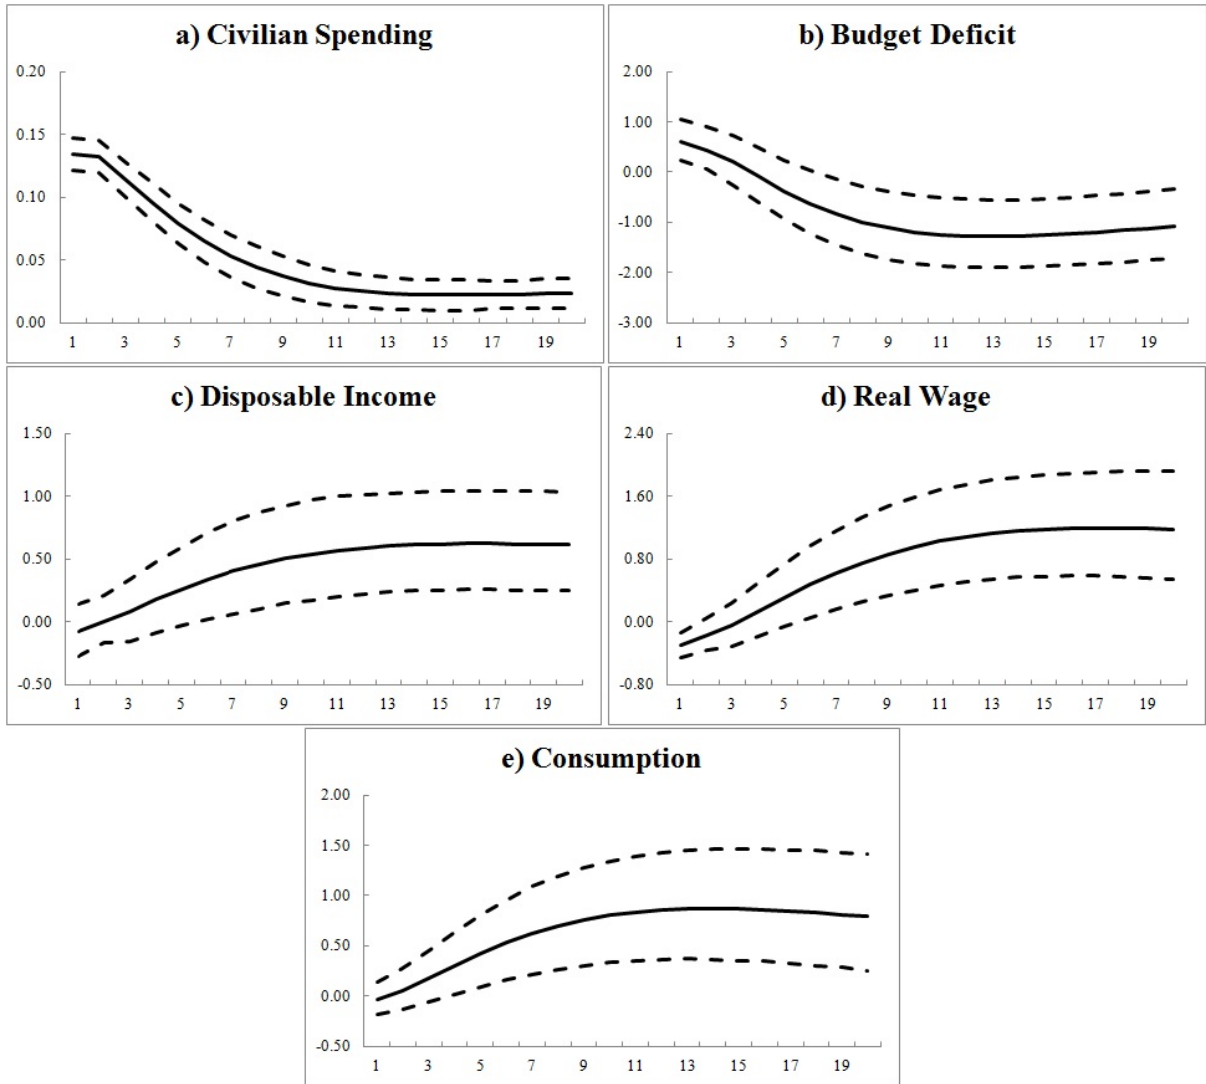 a) Civilian Spending
0.20
0.15
0.10
0.05
0.00
1 3 5 7 9 11 13 15 17 19
b) Budget Deficit
2.00
1.00
0.00
-1.00
-2.00
-3.00
1 3 5 7 9 11 13 15 17 19
c) Disposable Income
1.50
1.00
0.50
0.00
-0.50
1 3 5 7 9 11 13 15 17 19
d) Real Wage
2.40
1.60
0.80
0.00
-0.80
1 3 5 7 9 11 13 15 17 19
e) Consumption
2.00
1.50
1.00
0.50
0.00
-0.50
1 3 5 7 9 11 13 15 17 19